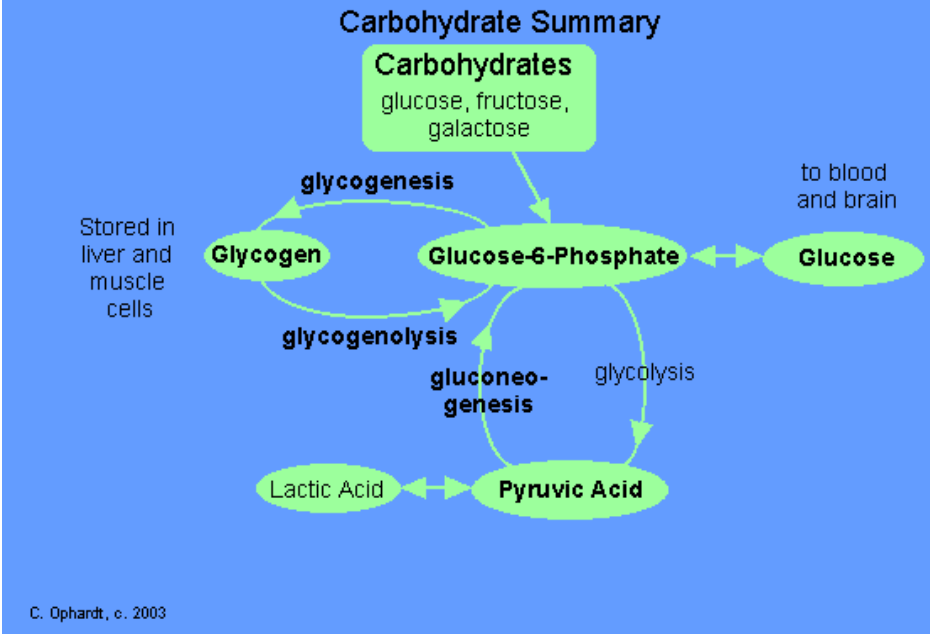 Carbohydrate Summary
Carbohydrates
glucose, fructose,
galactose
glycogenesis
to blood
and brain
Stored in
liver and
muscle
cells
Glycogen
Glucose-6-Phosphate
Glucose
glycogenolysis
gluconeo-
genesis
glycolysis
Lactic Acid
Pyruvic Acid
C. Ophardt, c. 2003